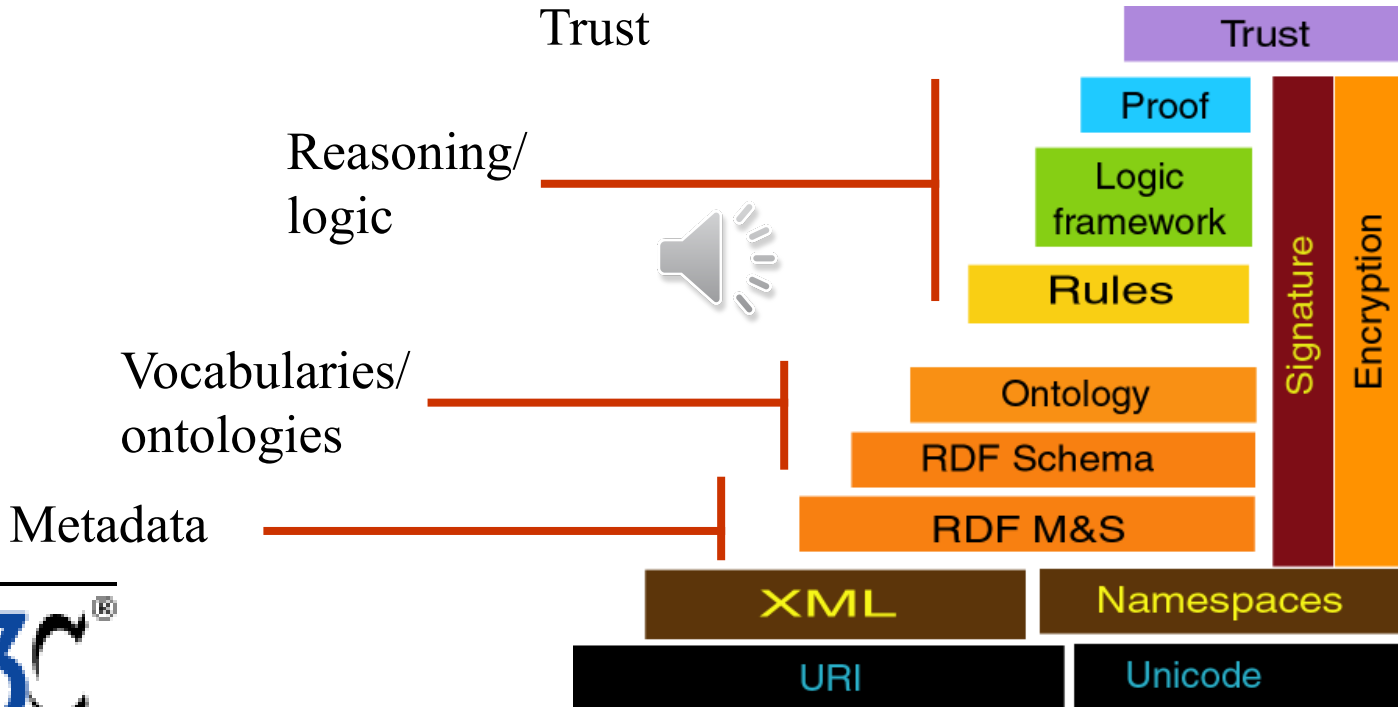 Trust
Trust
Proof
Reasoning/
logic
Logic
framework
Rules
Signature
Encryption
Vocabularies/
ontologies
Ontology
RDF Schema
Metadata
RDF M&S
XML
Namespaces
3C®
URI
Unicode